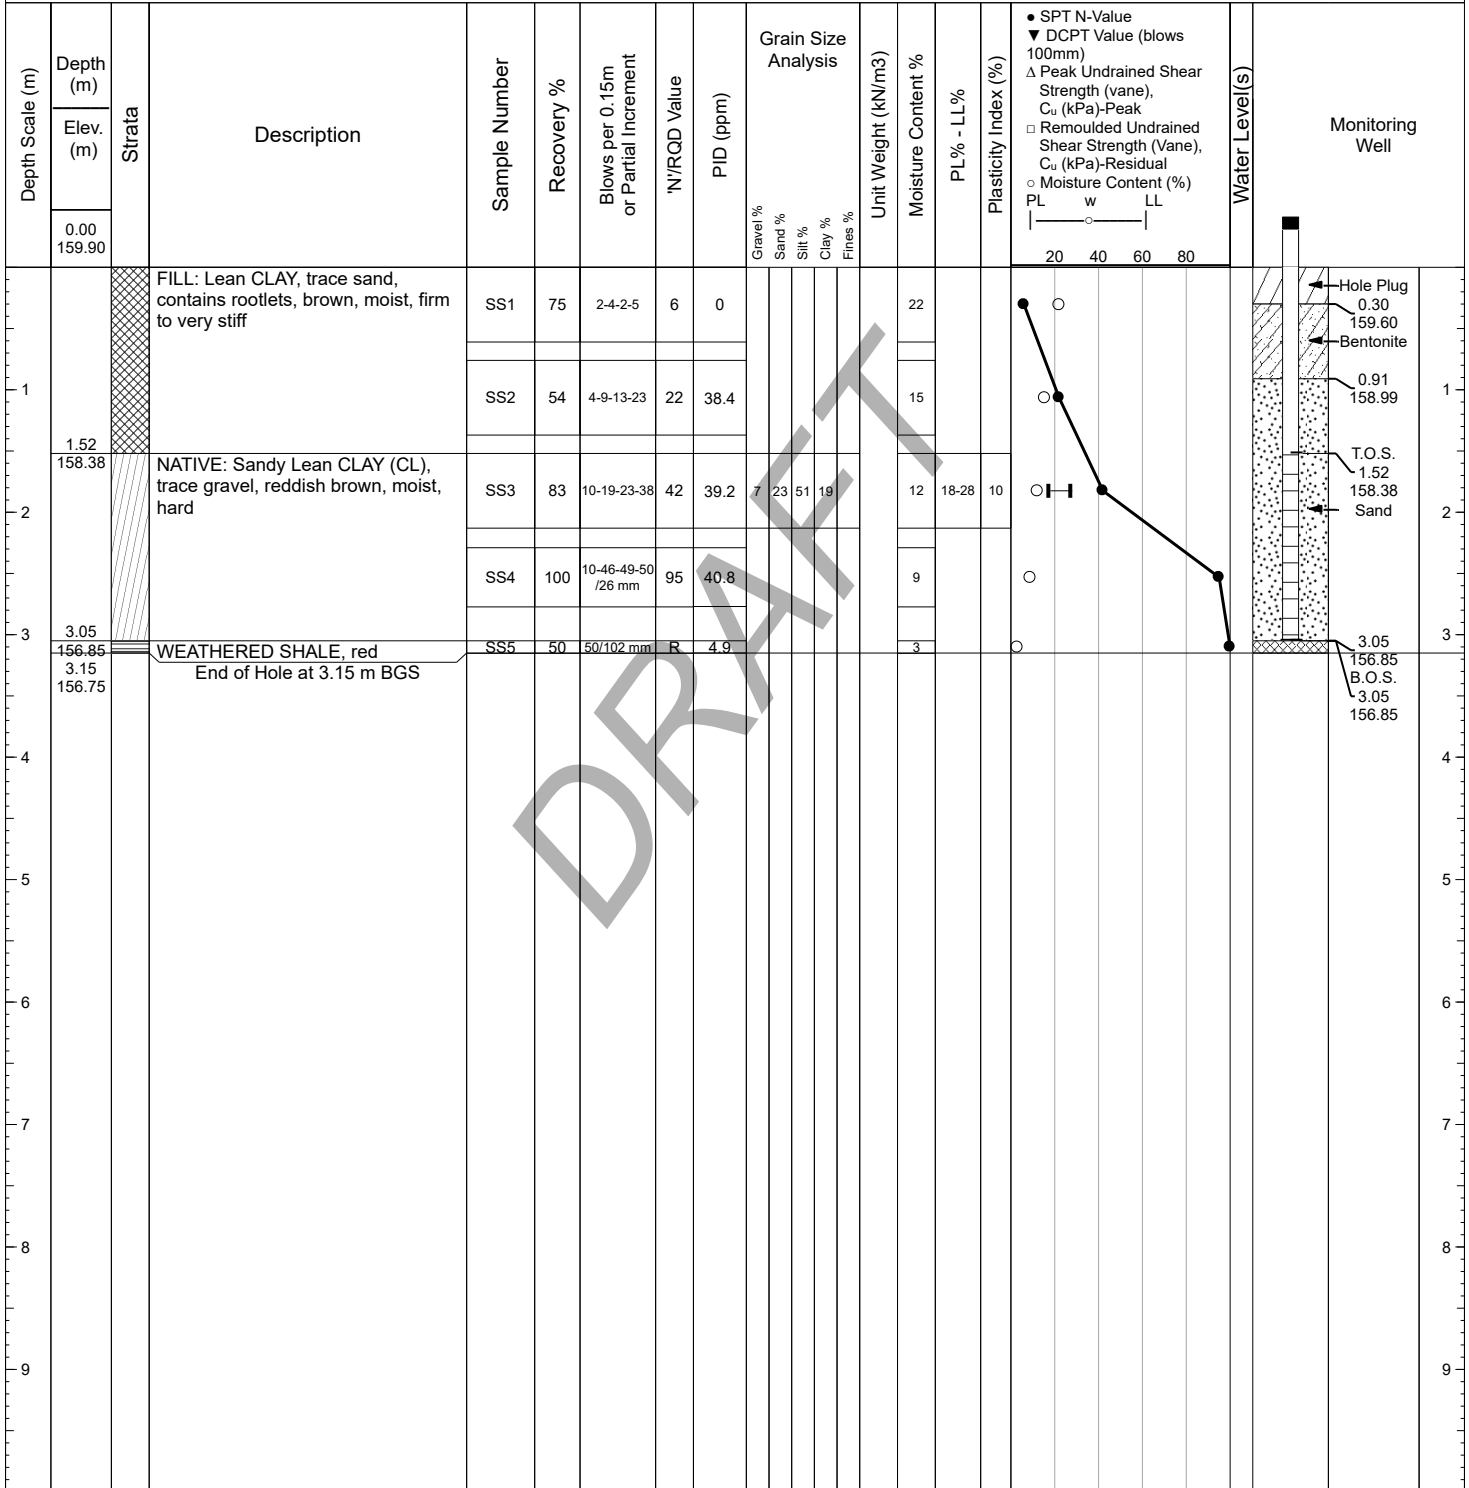 Depth Scale (m)
Depth
(m)
Elev.
(m)
0.00
159.90
Strata
Description
Sample Number
Recovery %
Blows per 0.15m
or Partial Increment
'N'/RQD Value
PID (ppm)
Grain Size
Analysis
Gravel %
Sand %
Silt %
Clay %
Fines %
Unit Weight (kN/m3)
Moisture Content %
PL% - LL%
Plasticity Index (%)
● SPT N-Value
▼ DCPT Value (blows
100mm)
Δ Peak Undrained Shear
Strength (vane),
Cu (kPa)-Peak
□ Remoulded Undrained
Shear Strength (Vane),
Cu (kPa)-Residual
○ Moisture Content (%)
PL w LL
20 40 60 80
Water Level(s)
Monitoring
Well
FILL: Lean CLAY, trace sand,
contains rootlets, brown, moist, firm
to very stiff
SS1 75 2-4-2-5 6 0 22
Hole Plug
0.30
159.60
Bentonite
1 SS2 54 4-9-13-23 22 38.4 15 1
0.91
158.99
1.52
158.38
NATIVE: Sandy Lean CLAY (CL),
trace gravel, reddish brown, moist,
hard
SS3 83 10-19-23-38 42 39.2 7 23 51 19 12 18-28 10
T.O.S.
1.52
158.38
Sand
2 2
SS4 100 10-46-49-50
/26 mm 95 40.8 9
3 3
3.05
156.85
WEATHERED SHALE, red
SS5 50 50/102 mm R 4.9 3
3.15
156.75
End of Hole at 3.15 m BGS
3.05
156.85
B.O.S.
3.05
156.85
DRAFT
4 4
5 5
6 6
7 7
8 8
9 9